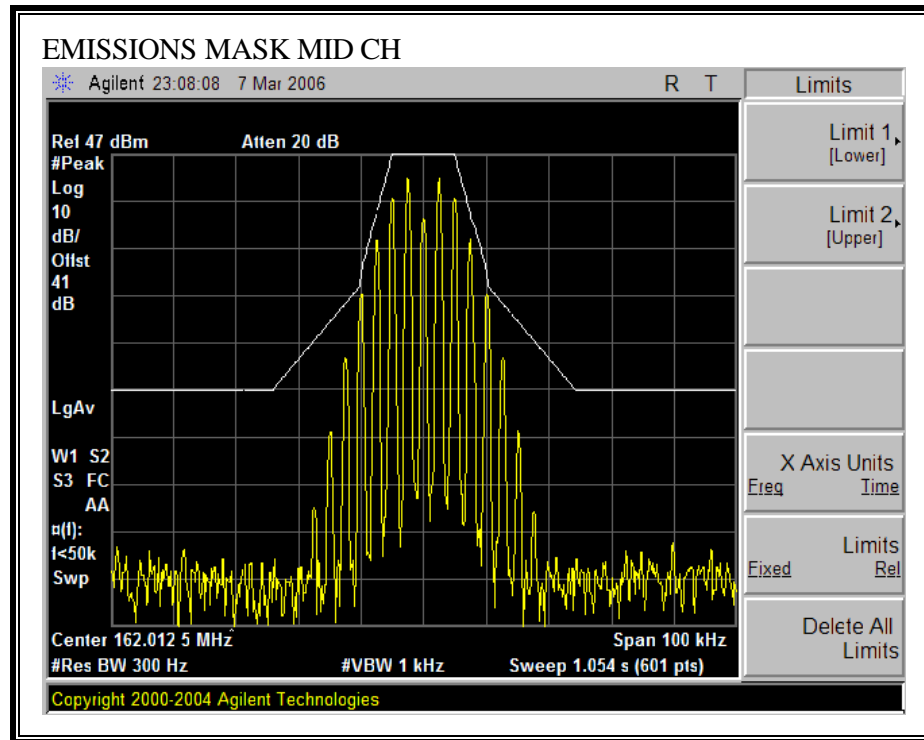 EMISSIONS MASK MID CH
Agilent 23:08:08 7 Mar 2006
R T
Limits
Ref 47 dBm
Atten 20 dB
#Peak
Log
10
dB/
Offst
41
dB
LgAv
W1 S2
S3 FC
AA
¤(f):
f<50k
Swp
Center 162.012 5 MHz
Span 100 kHz
#Res BW 300 Hz
#VBW 1 kHz
Sweep 1.054 s (601 pts)
Copyright 2000-2004 Agilent Technologies
Limit 1
[Lower]
Limit 2
[Upper]
X Axis Units
Freq Time
Limits
Fixed Rel
Delete All
Limits